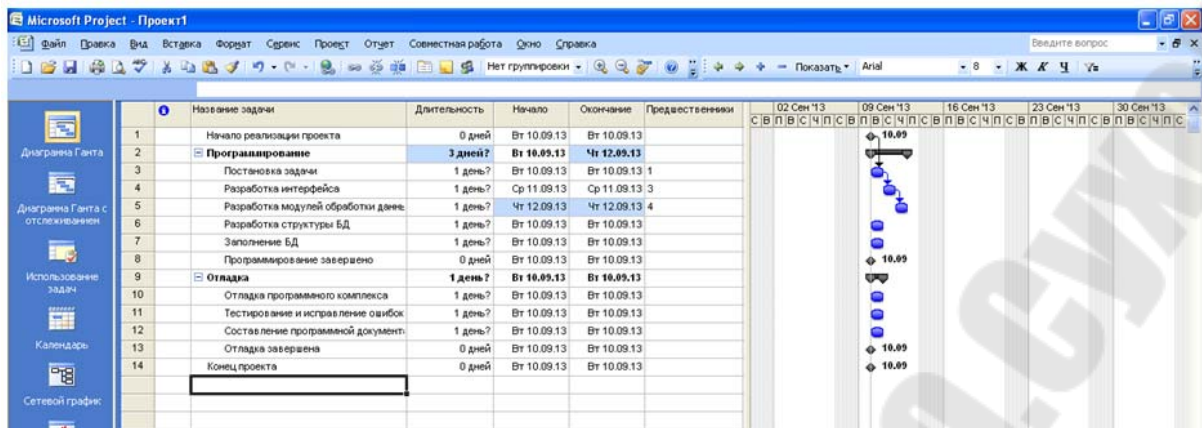 Microsoft Project - Проект1
Файл Правка Вид Вставка Формат Сервис Проект Отчет Совместная работа Окно Справка Введите вопрос
Нет группировки Показать Arial 8 Ж К Ч
Название задачи Длительность Начало Окончание Предшественники 02 Сен '13 09 Сен '13 16 Сен '13 23 Сен '13 30 Сен '13
С В П В С Ч П С В П В С Ч П С В П В С Ч П С В П В С Ч П С В П В С Ч П С
1 Начало реализации проекта 0 дней Вт 10.09.13 Вт 10.09.13 10.09
2 Программирование 3 дней? Вт 10.09.13 Чт 12.09.13
3 Постановка задачи 1 день? Вт 10.09.13 Вт 10.09.13 1
4 Разработка интерфейса 1 день? Ср 11.09.13 Ср 11.09.13 3
5 Разработка модулей обработки данны 1 день? Чт 12.09.13 Чт 12.09.13 4
6 Разработка структуры БД 1 день? Вт 10.09.13 Вт 10.09.13
7 Заполнение БД 1 день? Вт 10.09.13 Вт 10.09.13
8 Программирование завершено 0 дней Вт 10.09.13 Вт 10.09.13 10.09
9 Отладка 1 день? Вт 10.09.13 Вт 10.09.13
10 Отладка программного комплекса 1 день? Вт 10.09.13 Вт 10.09.13
11 Тестирование и исправление ошибок 1 день? Вт 10.09.13 Вт 10.09.13
12 Составление программной документ 1 день? Вт 10.09.13 Вт 10.09.13
13 Отладка завершена 0 дней Вт 10.09.13 Вт 10.09.13 10.09
14 Конец проекта 0 дней Вт 10.09.13 Вт 10.09.13 10.09
Диаграмма Ганта
Диаграмма Ганта с
отслеживанием
Использование
задач
Календарь
Сетевой график